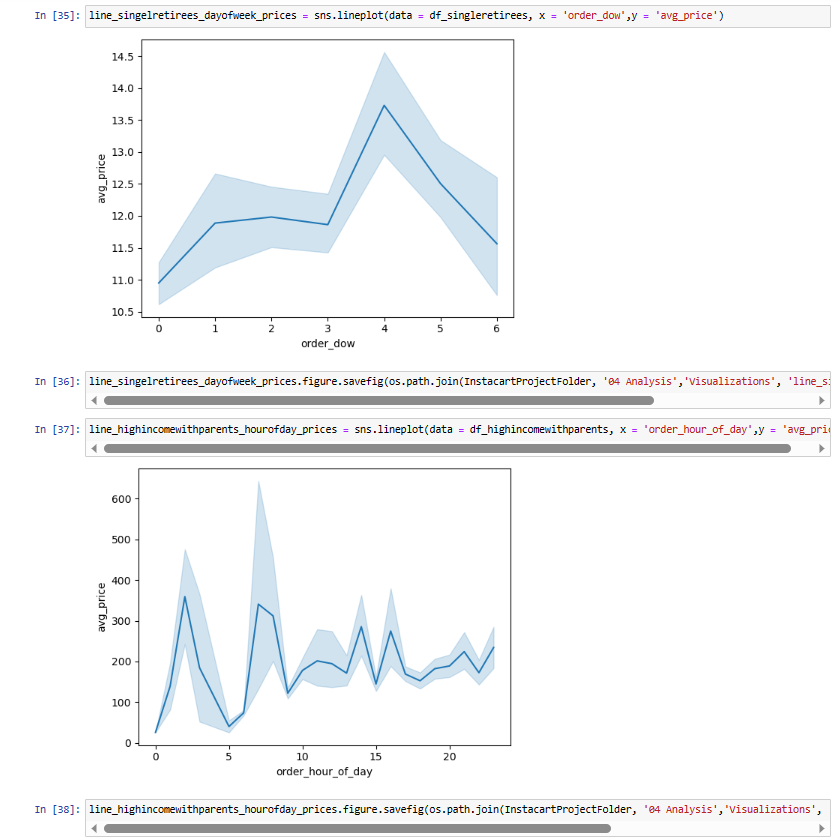 In [35]: line_singelretirees_dayofweek_prices = sns.lineplot(data = df_singleretirees, x = 'order_dow',y = 'avg_price')
14.5
14.0
13.5
13.0
12.5
12.0
11.5
11.0
10.5
avg_price
0 1 2 3 4 5 6
order_dow
In [36]: line_singelretirees_dayofweek_prices.figure.savefig(os.path.join(InstacartProjectFolder, '04 Analysis','Visualizations', 'line_si
In [37]: line_highincomewithparents_hourofday_prices = sns.lineplot(data = df_highincomewithparents, x = 'order_hour_of_day',y = 'avg_pric
600
500
400
300
200
100
0
avg_price
0 5 10 15 20
order_hour_of_day
In [38]: line_highincomewithparents_hourofday_prices.figure.savefig(os.path.join(InstacartProjectFolder, '04 Analysis','Visualizations',